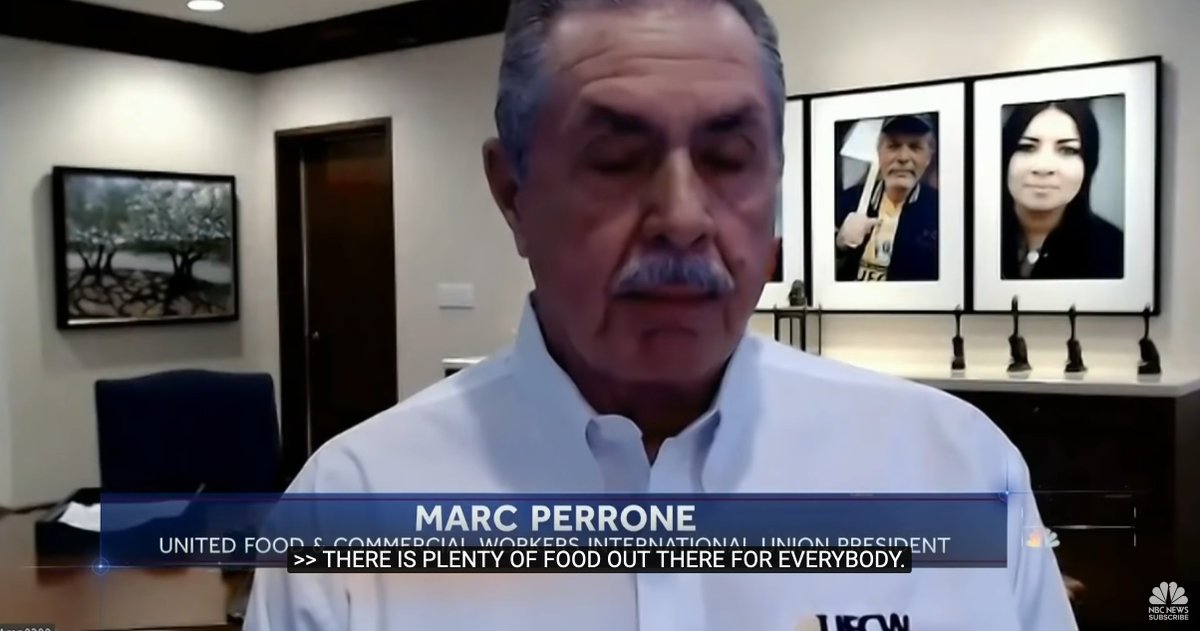 MARC PERRONE
UNITED FOOD & COMMERCIAL WORKERS INTERNATIONAL UNION PRESIDENT
>> THERE IS PLENTY OF FOOD OUT THERE FOR EVERYBODY.
UFCW
NBC NEWS
SUBSCRIBE